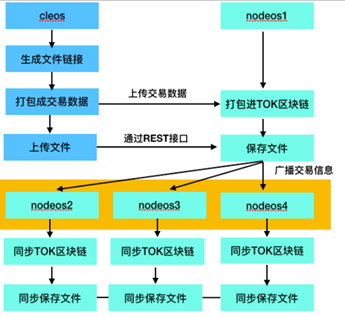 cleos
nodeos1
生成文件链接
打包成交易数据
上传交易数据
打包进TOK区块链
上传文件
通过REST接口
保存文件
广播交易信息
nodeos2
nodeos3
nodeos4
同步TOK区块链
同步TOK区块链
同步TOK区块链
同步保存文件
同步保存文件
同步保存文件